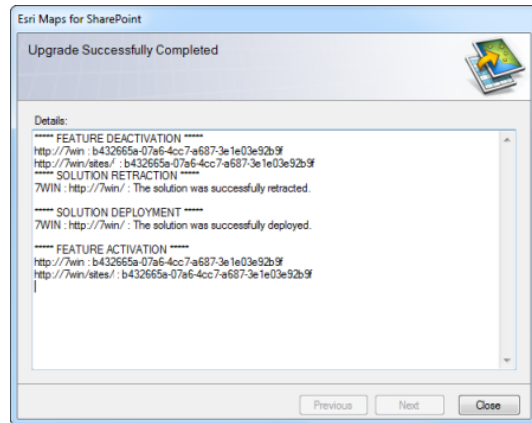 Esri Maps for SharePoint
Upgrade Successfully Completed
Details:
***** FEATURE DEACTIVATION *****
http://7win : b432665a-07a6-4cc7-a687-3e1e03e92b9f
http://7win/sites/ : b432665a-07a6-4cc7-a687-3e1e03e92b9f
***** SOLUTION RETRACTION *****
7WIN : http://7win/ : The solution was successfully retracted.
***** SOLUTION DEPLOYMENT *****
7WIN : http://7win/ : The solution was successfully deployed.
***** FEATURE ACTIVATION *****
http://7win : b432665a-07a6-4cc7-a687-3e1e03e92b9f
http://7win/sites/ : b432665a-07a6-4cc7-a687-3e1e03e92b9f
Previous Next Close